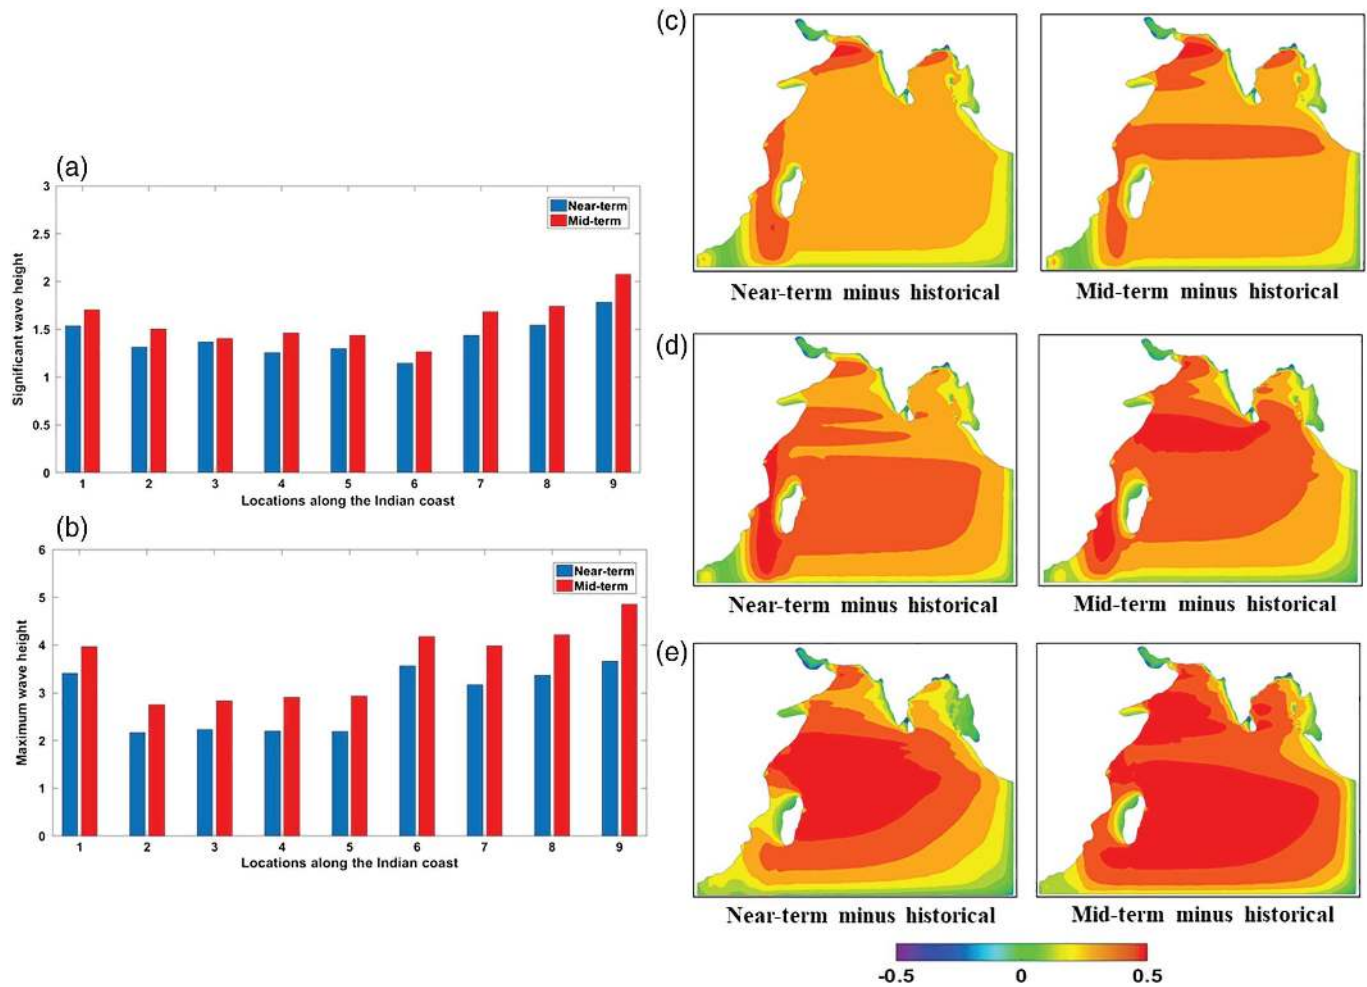 (a)
3
2.5
2
1.5
1
0.5
0
Significant wave height
Near-term
Mid-term
1 2 3 4 5 6 7 8 9
Locations along the Indian coast
(b)
6
5
4
3
2
1
0
Maximum wave height
Near-term
Mid-term
1 2 3 4 5 6 7 8 9
Locations along the Indian coast
(c)
Near-term minus historical
Mid-term minus historical
(d)
Near-term minus historical
Mid-term minus historical
(e)
Near-term minus historical
Mid-term minus historical
-0.5 0 0.5